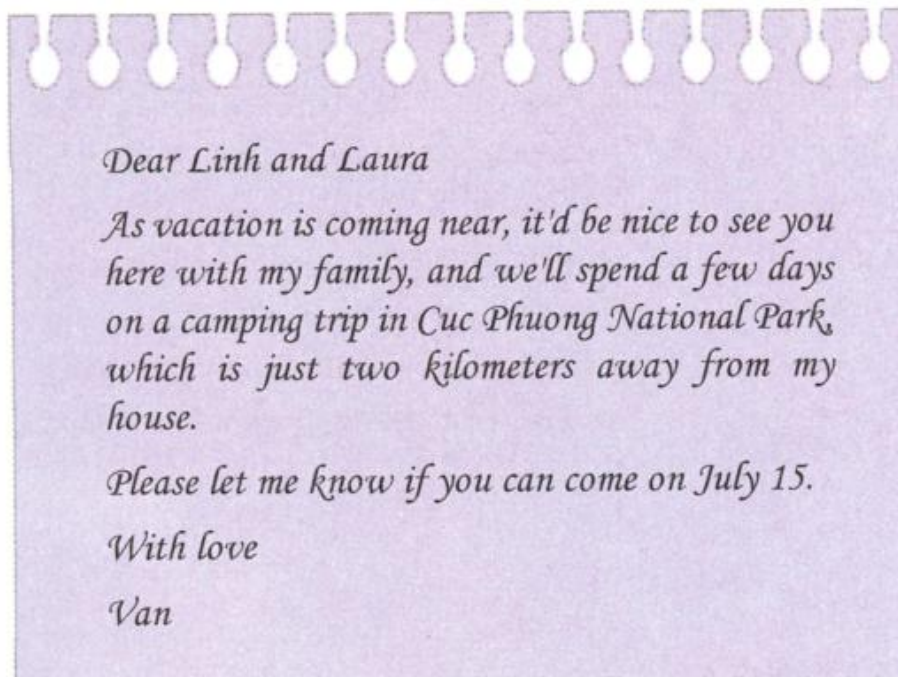 Dear Linh and Laura
As vacation is coming near, it'd be nice to see you
here with my family, and we'll spend a few days
on a camping trip in Cuc Phuong National Park,
which is just two kilometers away from my
house.
Please let me know if you can come on July 15.
With love
Van